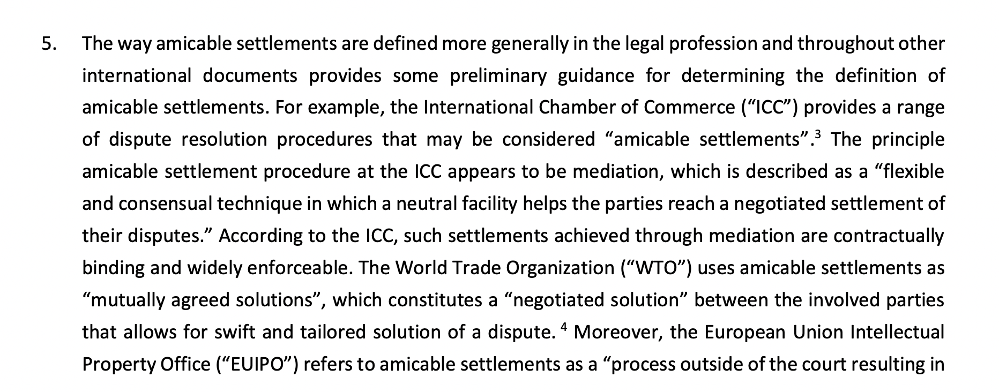 5. The way amicable settlements are defined more generally in the legal profession and throughout other
international documents provides some preliminary guidance for determining the definition of
amicable settlements. For example, the International Chamber of Commerce (“ICC”) provides a range
of dispute resolution procedures that may be considered “amicable settlements”.³ The principle
amicable settlement procedure at the ICC appears to be mediation, which is described as a “flexible
and consensual technique in which a neutral facility helps the parties reach a negotiated settlement of
their disputes.” According to the ICC, such settlements achieved through mediation are contractually
binding and widely enforceable. The World Trade Organization (“WTO”) uses amicable settlements as
“mutually agreed solutions”, which constitutes a “negotiated solution” between the involved parties
that allows for swift and tailored solution of a dispute. ⁴ Moreover, the European Union Intellectual
Property Office (“EUIPO”) refers to amicable settlements as a “process outside of the court resulting in